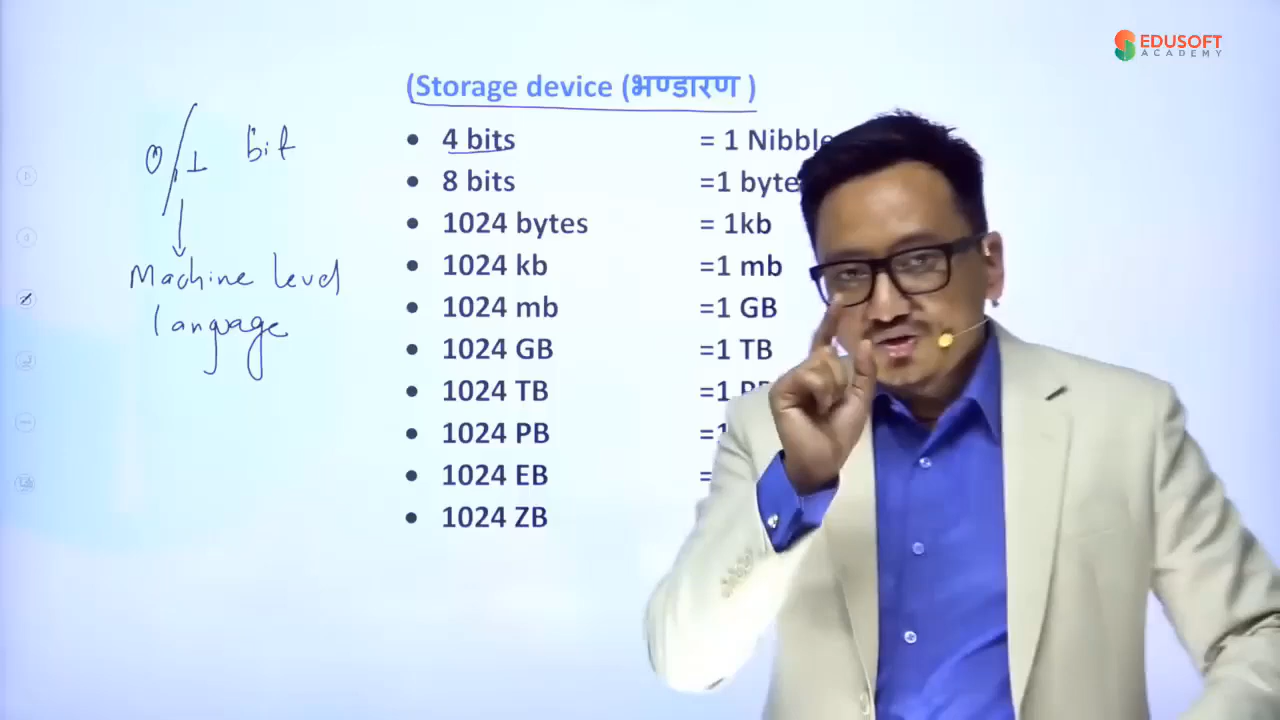 EDUSOFT
ACADEMY
(Storage device (भण्डारण )
0/1 bit
Machine level
language
• 4 bits = 1 Nibble
• 8 bits =1 byte
• 1024 bytes = 1kb
• 1024 kb =1 mb
• 1024 mb =1 GB
• 1024 GB =1 TB
• 1024 TB =1
• 1024 PB =1
• 1024 EB =
• 1024 ZB